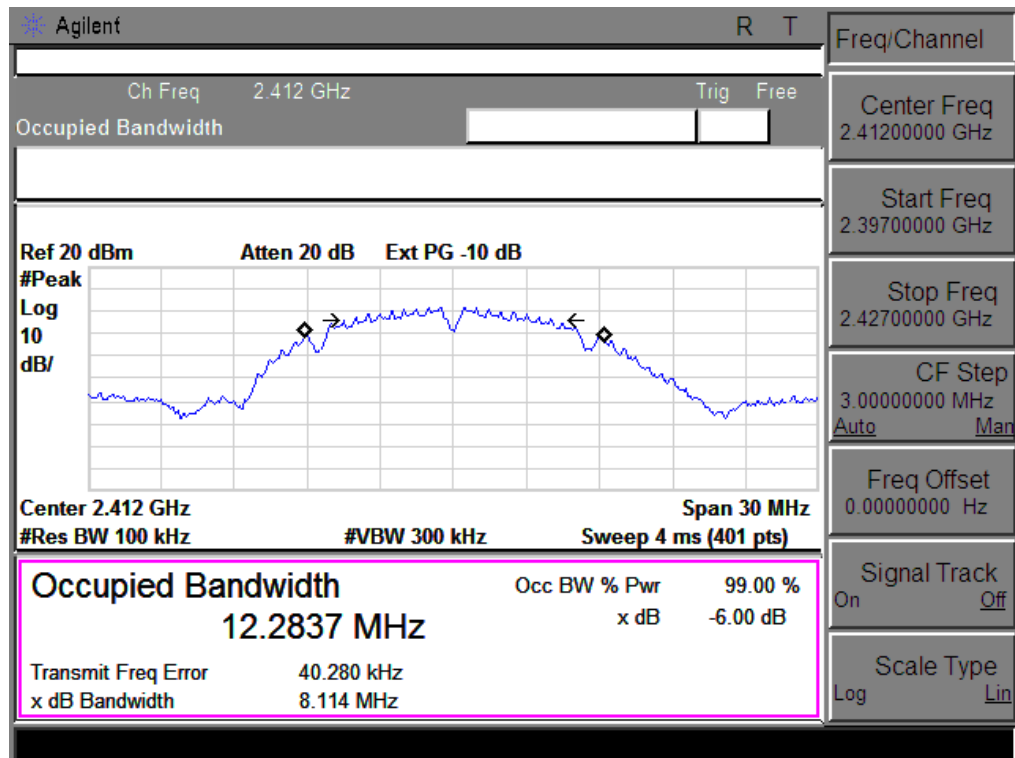 Agilent R T
Ch Freq 2.412 GHz Trig Free
Occupied Bandwidth
Ref 20 dBm Atten 20 dB Ext PG -10 dB
#Peak
Log
10
dB/
Center 2.412 GHz Span 30 MHz
#Res BW 100 kHz #VBW 300 kHz Sweep 4 ms (401 pts)
Occupied Bandwidth Occ BW % Pwr 99.00 %
12.2837 MHz x dB -6.00 dB
Transmit Freq Error 40.280 kHz
x dB Bandwidth 8.114 MHz
Freq/Channel
Center Freq
2.41200000 GHz
Start Freq
2.39700000 GHz
Stop Freq
2.42700000 GHz
CF Step
3.00000000 MHz
Auto Man
Freq Offset
0.00000000 Hz
Signal Track
On Off
Scale Type
Log Lin